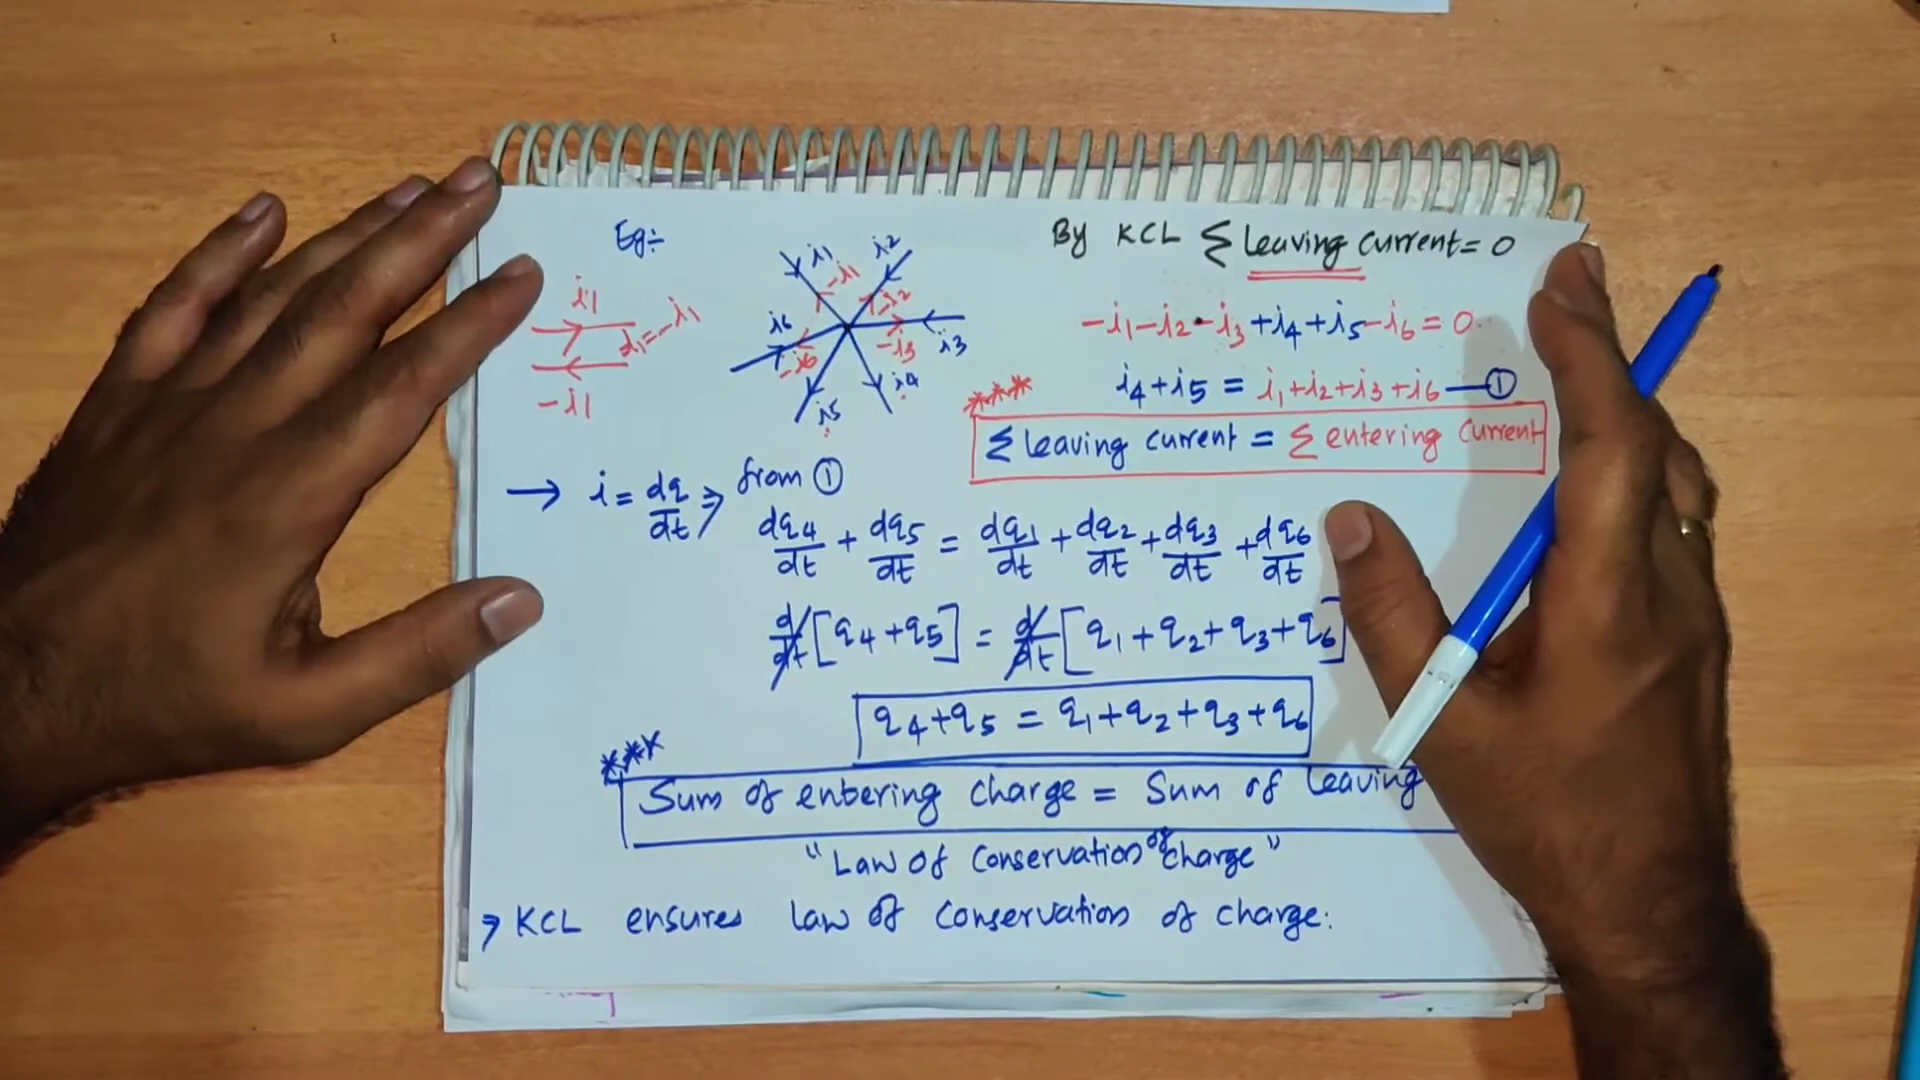 Eg:-
By KCL Σ leaving current = 0
i1 i2 i3 i4 i5 i6
-i1 -i2 -i3 -i6
i1
i1 = -i1
-i1
-i1-i2-i3+i4+i5-i6 = 0
i4+i5 = i1+i2+i3+i6 — ①
***
Σ leaving current = Σ entering current
→ i = dq/dt ⇒ from ①
dq4/dt + dq5/dt = dq1/dt + dq2/dt + dq3/dt + dq6/dt
d/dt [q4+q5] = d/dt [q1+q2+q3+q6]
q4+q5 = q1+q2+q3+q6
***
Sum of entering charge = Sum of leaving
"Law of Conservation of charge"
→ KCL ensures law of conservation of charge.